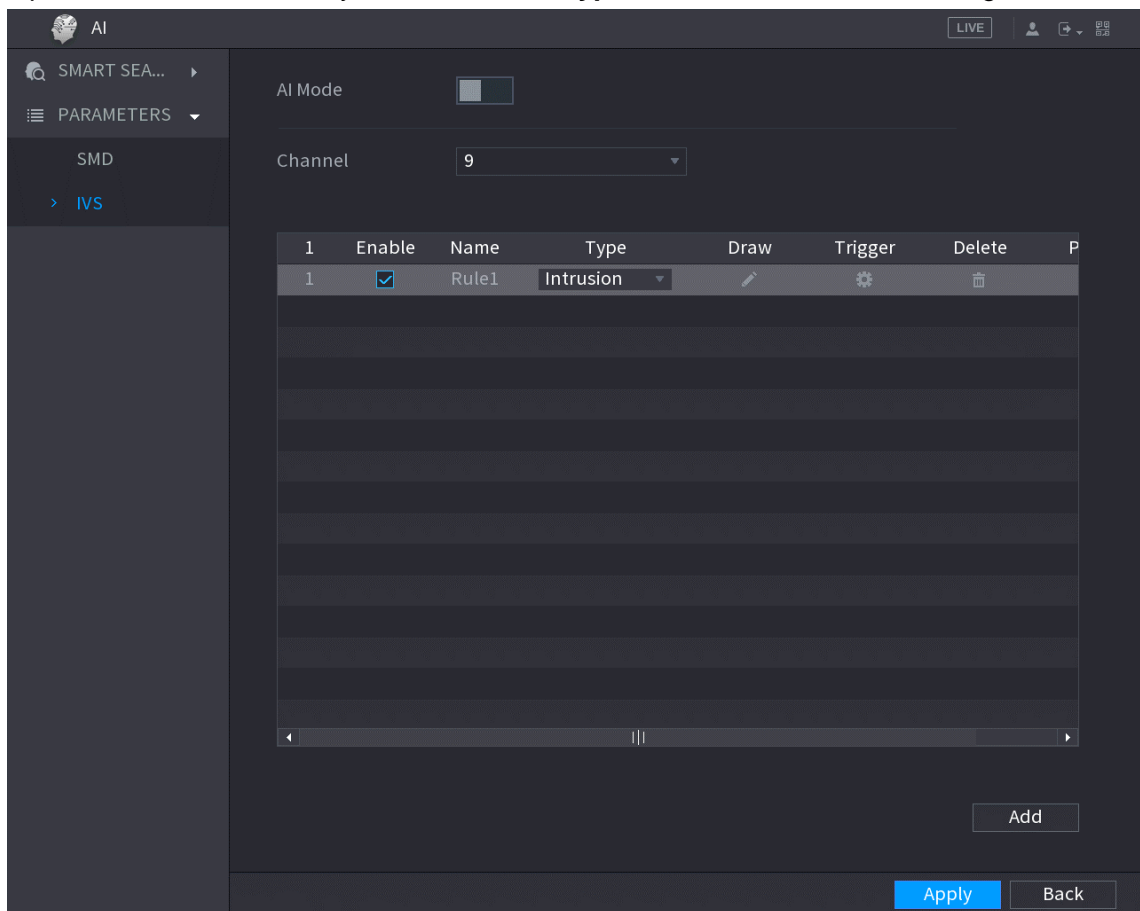 AI LIVE
SMART SEA...
PARAMETERS
SMD
> IVS
AI Mode
Channel 9
1 Enable Name Type Draw Trigger Delete P
1 Rule1 Intrusion
Add
Apply Back